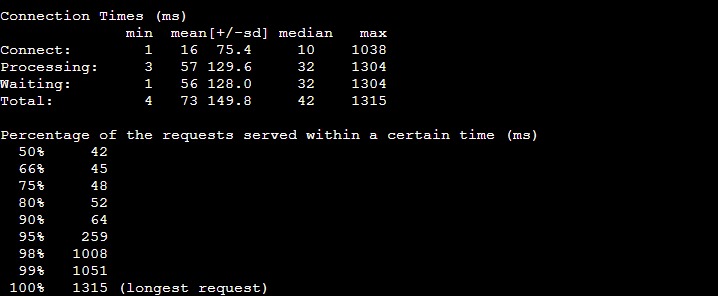 Connection Times (ms)
              min  mean[+/-sd] median   max
Connect:        1   16  75.4     10    1038
Processing:     3   57 129.6     32    1304
Waiting:        1   56 128.0     32    1304
Total:          4   73 149.8     42    1315
Percentage of the requests served within a certain time (ms)
  50%     42
  66%     45
  75%     48
  80%     52
  90%     64
  95%    259
  98%   1008
  99%   1051
 100%   1315 (longest request)